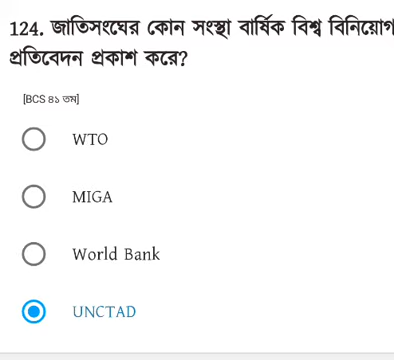 124. জাতিসংঘের কোন সংস্থা বার্ষিক বিশ্ব বিনিয়োগ
প্রতিবেদন প্রকাশ করে?
[BCS ৪১ তম]
WTO
MIGA
World Bank
UNCTAD